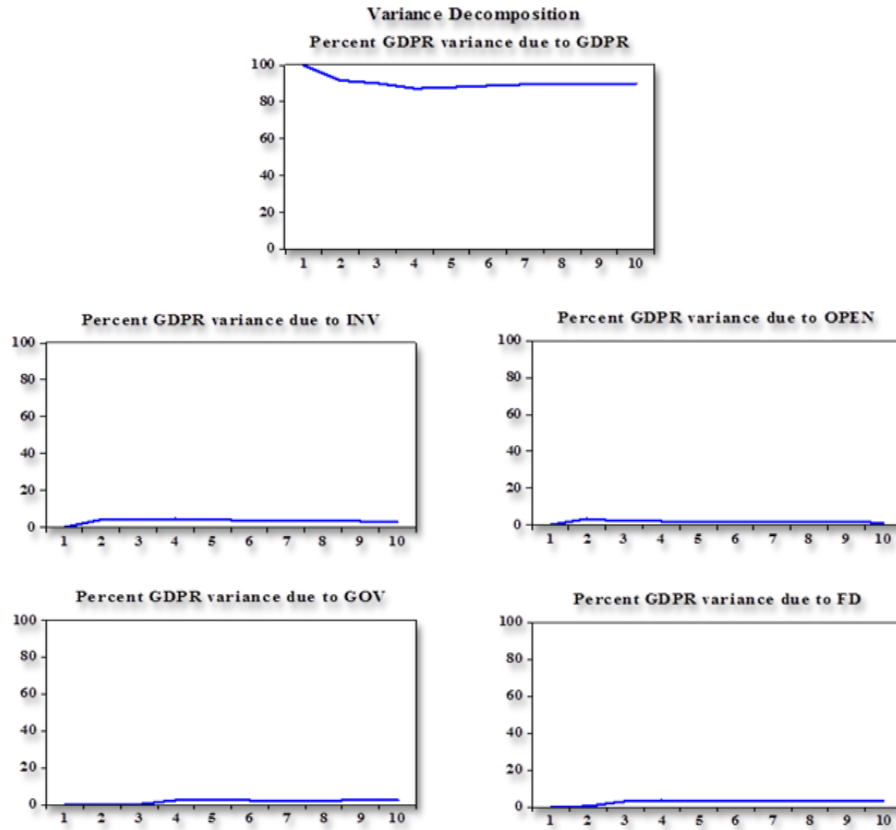 Variance Decomposition
Percent GDPR variance due to GDPR
100
80
60
40
20
0
1 2 3 4 5 6 7 8 9 10
Percent GDPR variance due to INV
100
80
60
40
20
0
1 2 3 4 5 6 7 8 9 10
Percent GDPR variance due to OPEN
100
80
60
40
20
0
1 2 3 4 5 6 7 8 9 10
Percent GDPR variance due to GOV
100
80
60
40
20
0
1 2 3 4 5 6 7 8 9 10
Percent GDPR variance due to FD
100
80
60
40
20
0
1 2 3 4 5 6 7 8 9 10